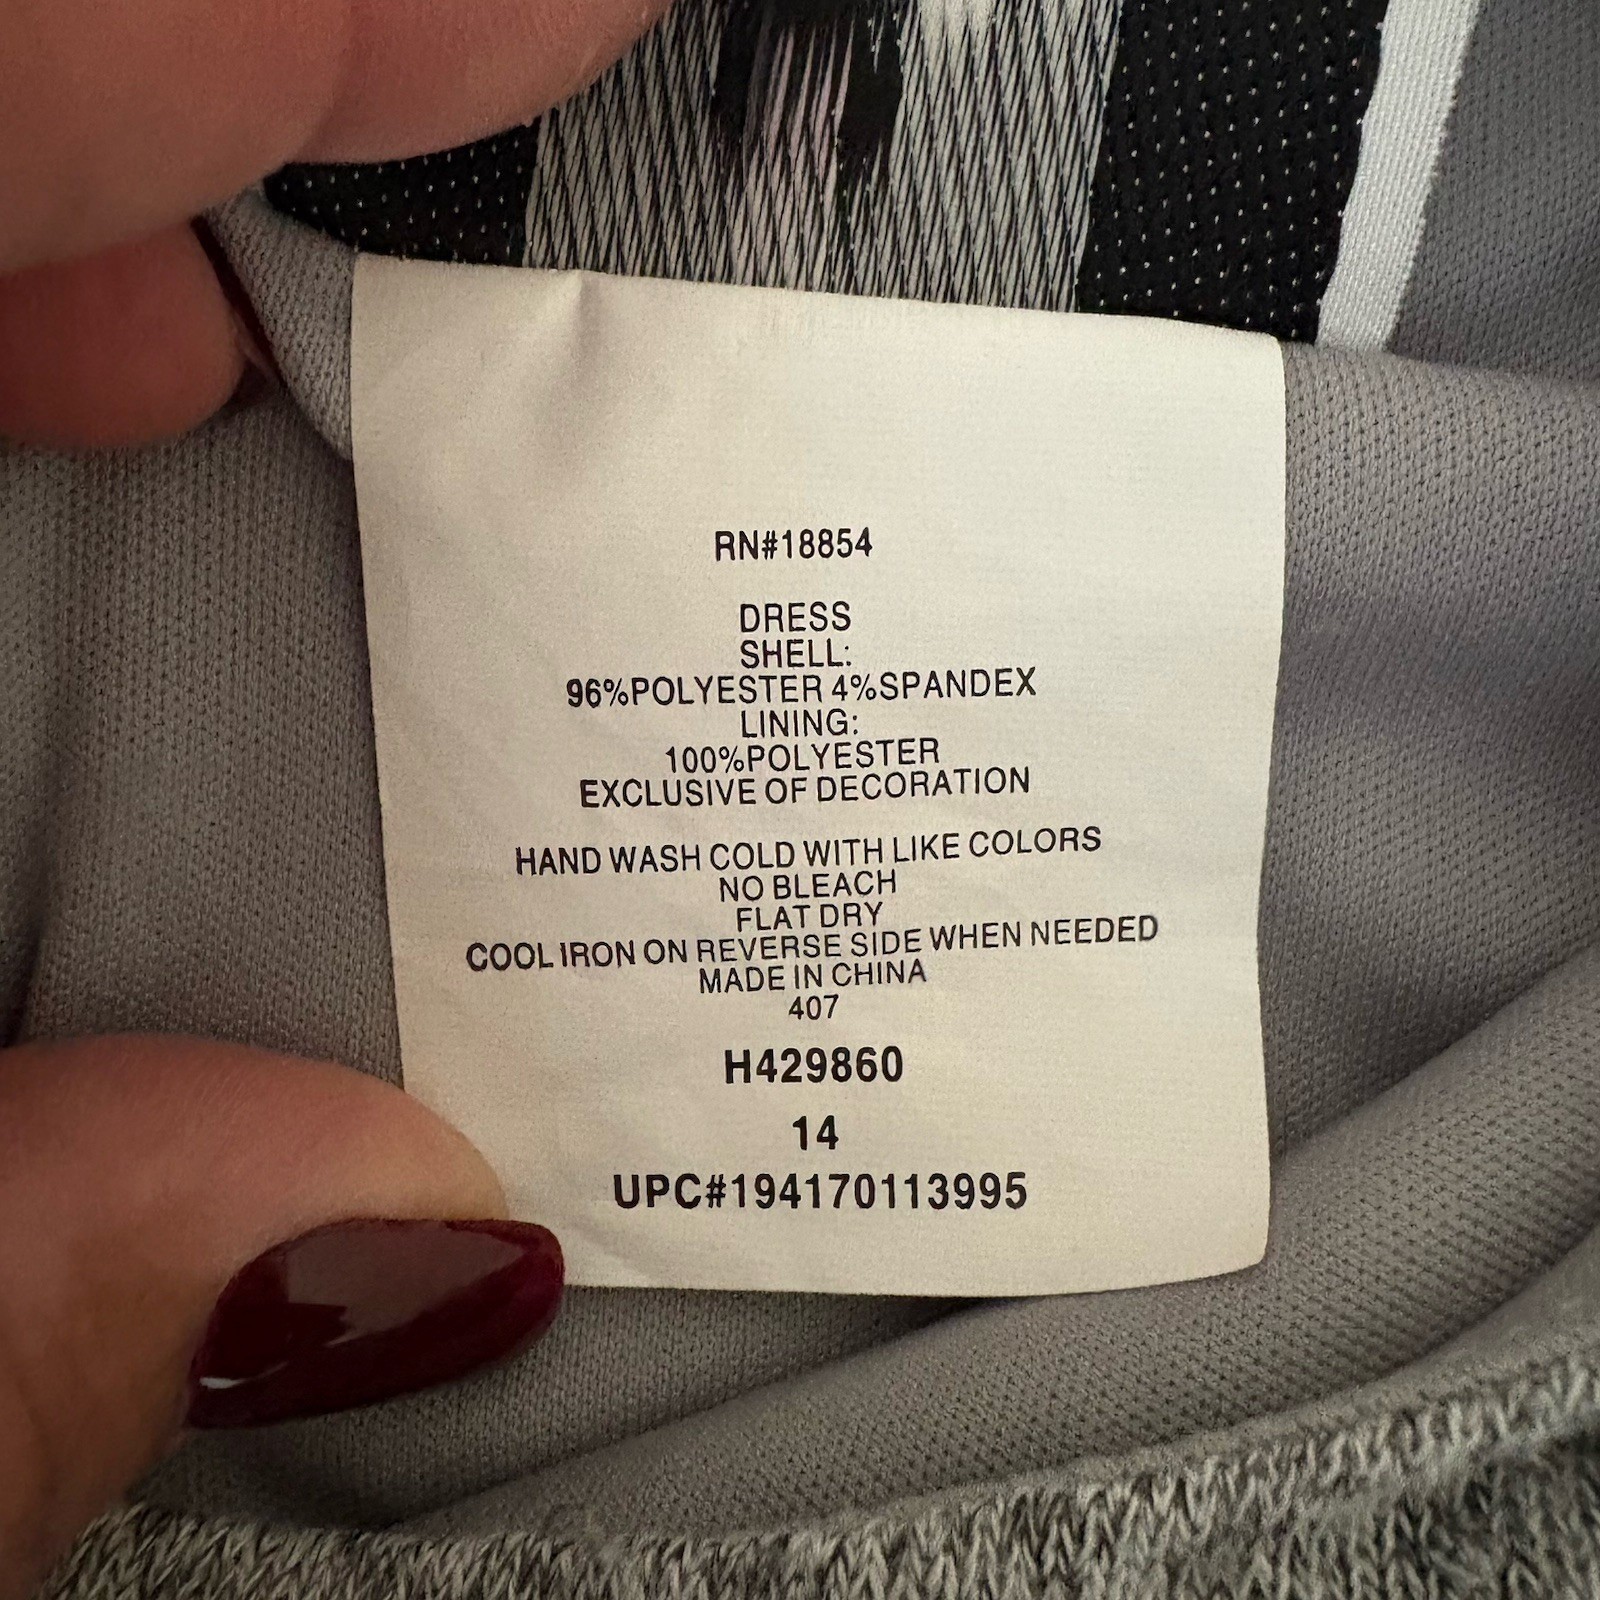 RN#18854
DRESS
SHELL:
96%POLYESTER 4%SPANDEX
LINING:
100%POLYESTER
EXCLUSIVE OF DECORATION
HAND WASH COLD WITH LIKE COLORS
NO BLEACH
FLAT DRY
COOL IRON ON REVERSE SIDE WHEN NEEDED
MADE IN CHINA
407
H429860
14
UPC#194170113995